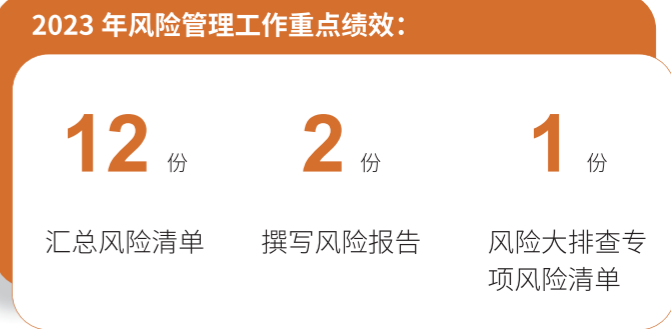 2023 年风险管理工作重点绩效：
12 份 2 份 1 份
汇总风险清单 撰写风险报告 风险大排查专
项风险清单